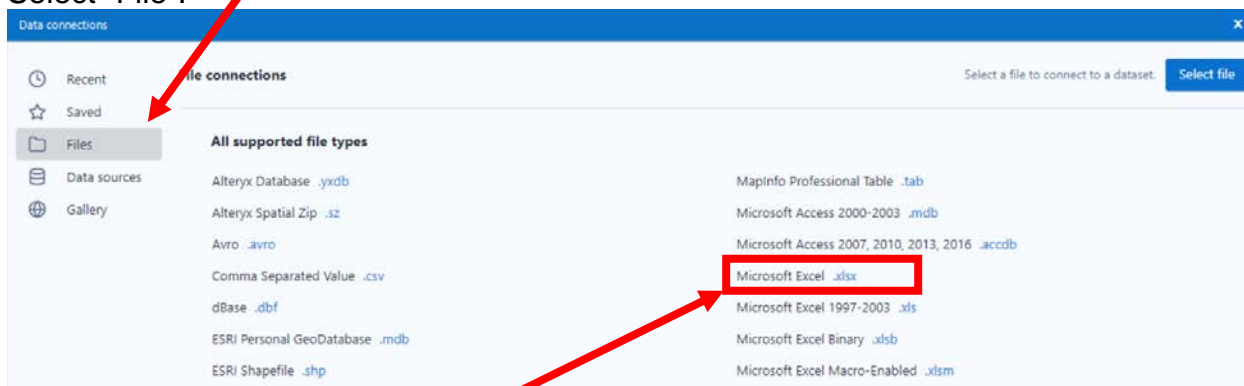 Select "File".
Data connections x
Recent
Saved
Files
Data sources
Gallery
File connections
Select a file to connect to a dataset. Select file
All supported file types
Alteryx Database .yxdb
Alteryx Spatial Zip .sz
Avro .avro
Comma Separated Value .csv
dBase .dbf
ESRI Personal GeoDatabase .mdb
ESRI Shapefile .shp
MapInfo Professional Table .tab
Microsoft Access 2000-2003 .mdb
Microsoft Access 2007, 2010, 2013, 2016 .accdb
Microsoft Excel .xlsx
Microsoft Excel 1997-2003 .xls
Microsoft Excel Binary .xlsb
Microsoft Excel Macro-Enabled .xlsm